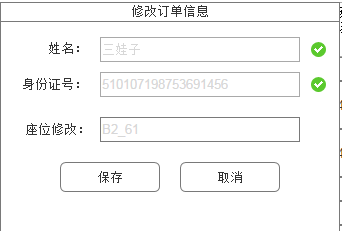 修改订单信息
姓名： 三娃子
身份证号： 510107198753691456
座位修改： B2_61
保存 取消